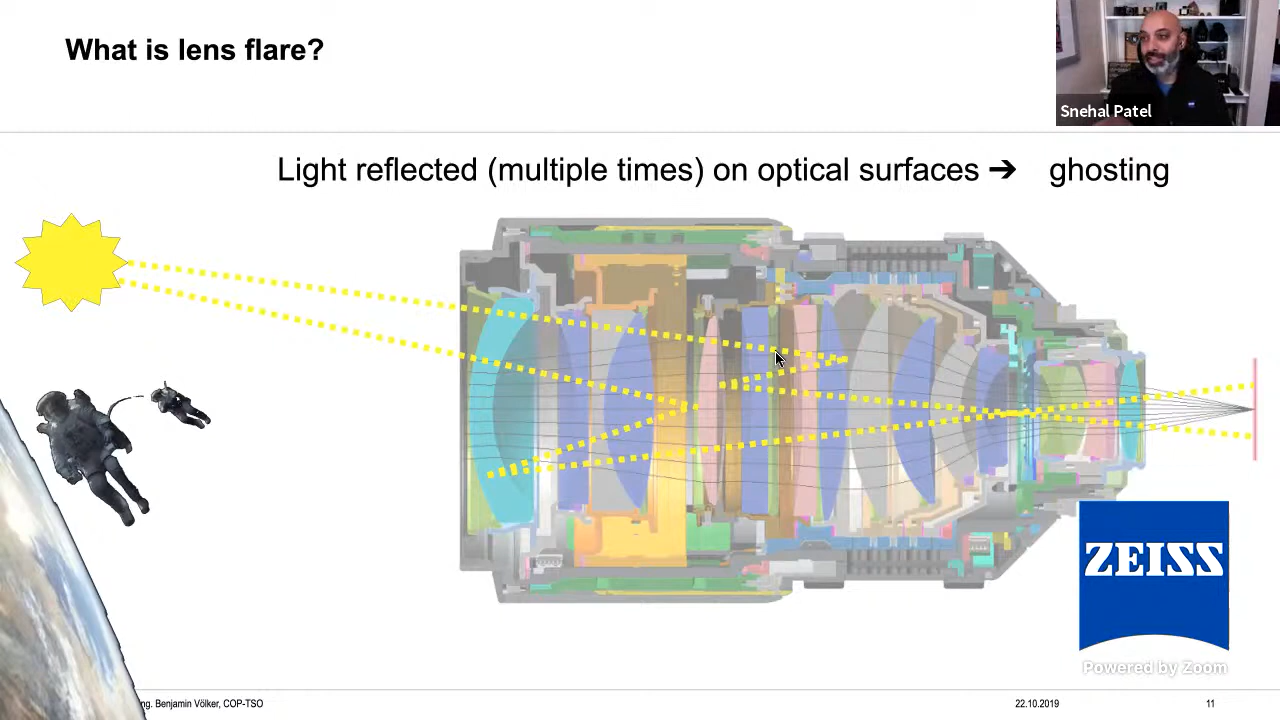 What is lens flare?
Snehal Patel
Light reflected (multiple times) on optical surfaces ➔ ghosting
ZEISS
Powered by Zoom
ng. Benjamin Völker, COP-TSO
22.10.2019
11